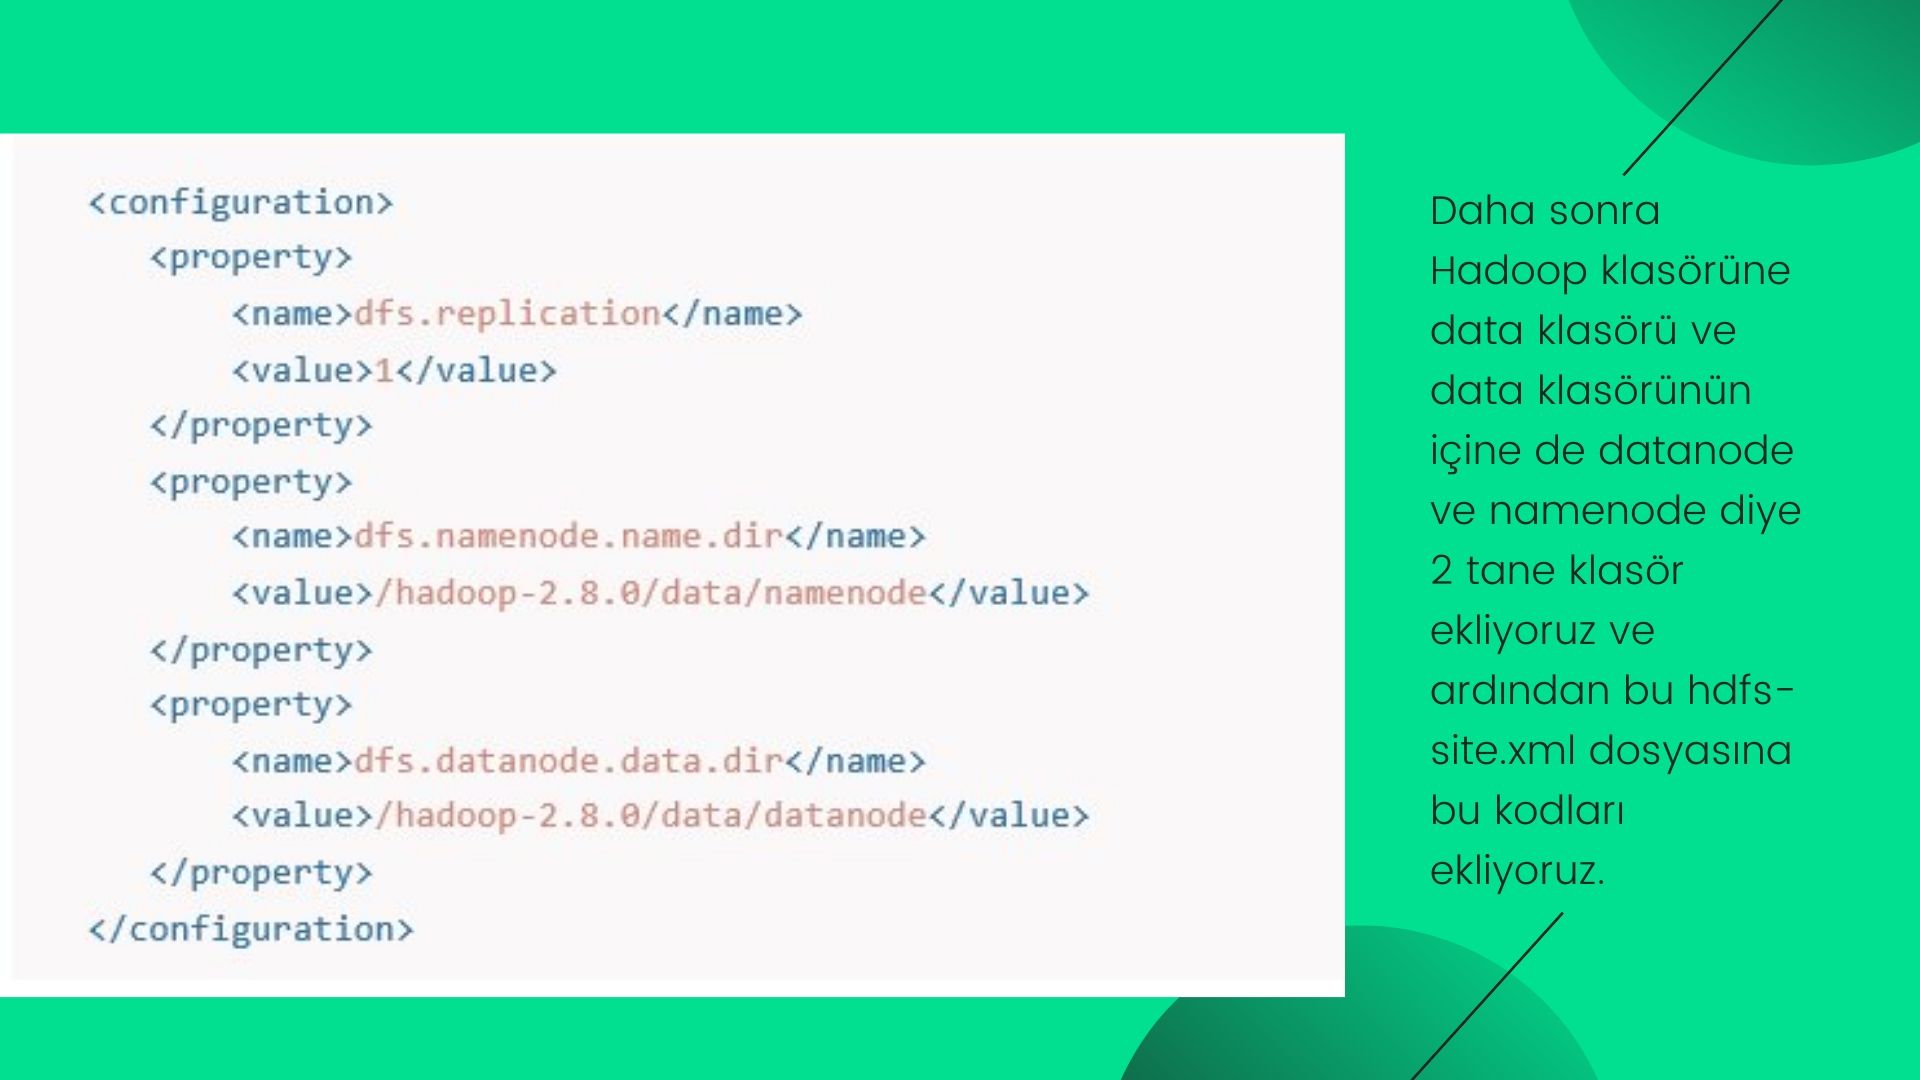 <configuration>
<property>
<name>dfs.replication</name>
<value>1</value>
</property>
<property>
<name>dfs.namenode.name.dir</name>
<value>/hadoop-2.8.0/data/namenode</value>
</property>
<property>
<name>dfs.datanode.data.dir</name>
<value>/hadoop-2.8.0/data/datanode</value>
</property>
</configuration>
Daha sonra
Hadoop klasörüne
data klasörü ve
data klasörünün
içine de datanode
ve namenode diye
2 tane klasör
ekliyoruz ve
ardından bu hdfs-
site.xml dosyasına
bu kodları
ekliyoruz.